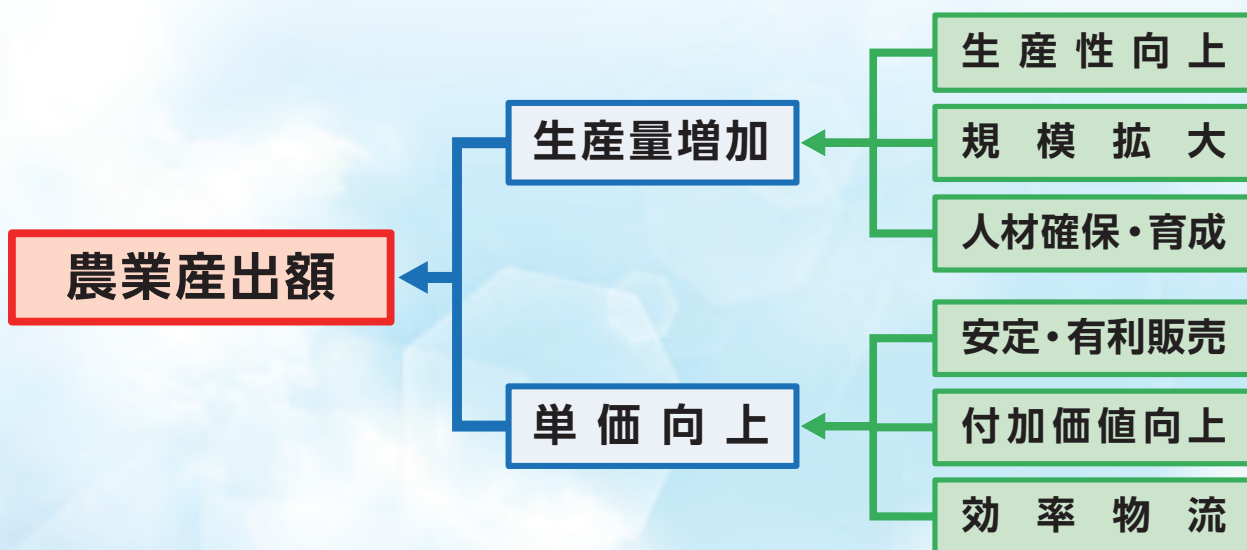 農業産出額
生産量増加
生産性向上
規模拡大
人材確保・育成
単価向上
安定・有利販売
付加価値向上
効率物流